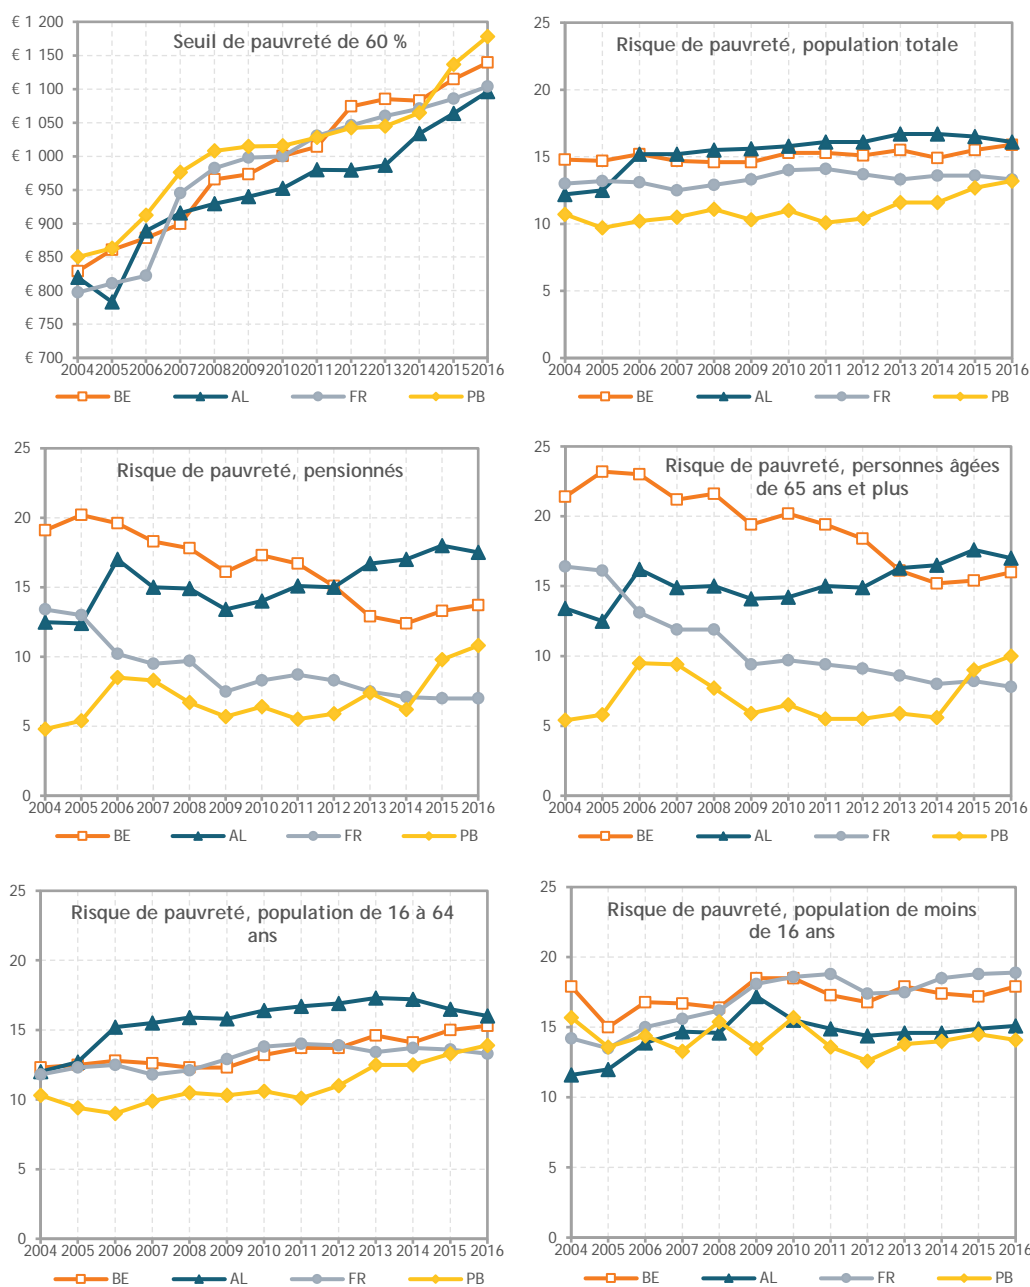 Seuil de pauvreté de 60 %
€ 1 200
€ 1 150
€ 1 100
€ 1 050
€ 1 000
€ 950
€ 900
€ 850
€ 800
€ 750
€ 700
2004 2005 2006 2007 2008 2009 2010 2011 2012 2013 2014 2015 2016
BE AL FR PB
Risque de pauvreté, population totale
25
20
15
10
5
0
2004 2005 2006 2007 2008 2009 2010 2011 2012 2013 2014 2015 2016
BE AL FR PB
Risque de pauvreté, pensionnés
25
20
15
10
5
0
2004 2005 2006 2007 2008 2009 2010 2011 2012 2013 2014 2015 2016
BE AL FR PB
Risque de pauvreté, personnes âgées
de 65 ans et plus
25
20
15
10
5
0
2004 2005 2006 2007 2008 2009 2010 2011 2012 2013 2014 2015 2016
BE AL FR PB
Risque de pauvreté, population de 16 à 64
ans
25
20
15
10
5
0
2004 2005 2006 2007 2008 2009 2010 2011 2012 2013 2014 2015 2016
BE AL FR PB
Risque de pauvreté, population de moins
de 16 ans
25
20
15
10
5
0
2004 2005 2006 2007 2008 2009 2010 2011 2012 2013 2014 2015 2016
BE AL FR PB